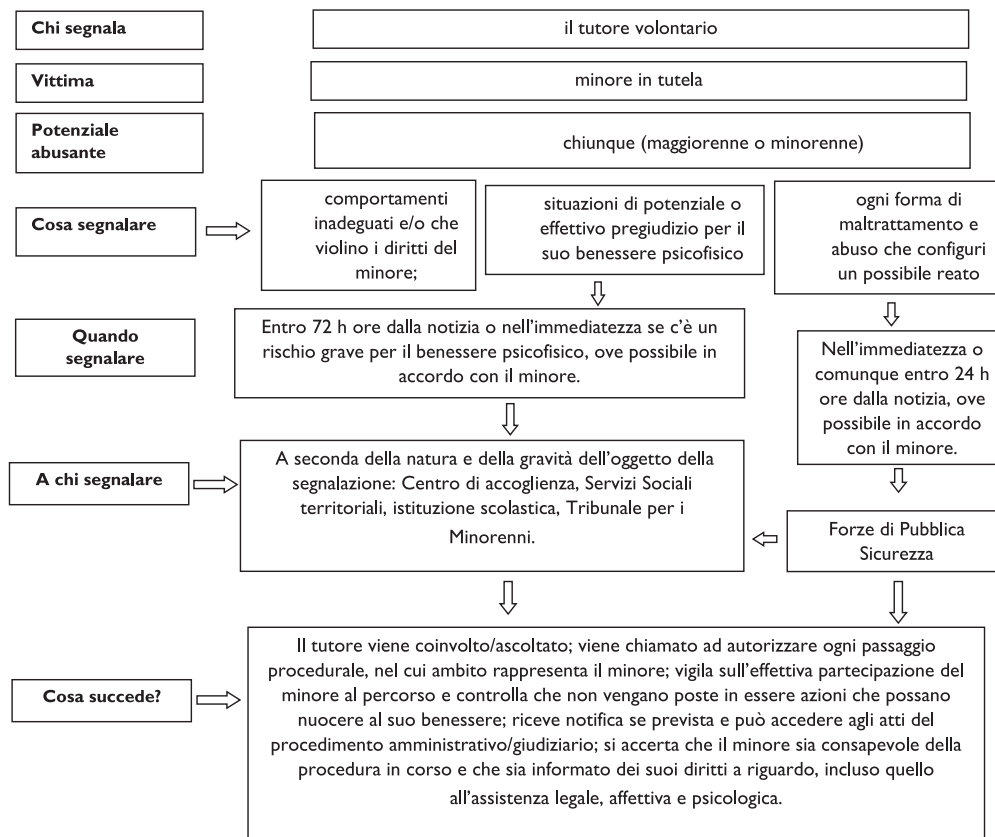 Chi segnala
il tutore volontario
Vittima
minore in tutela
Potenziale
abusante
chiunque (maggiorenne o minorenne)
Cosa segnalare
comportamenti
inadeguati e/o che
violino i diritti del
minore;
situazioni di potenziale o
effettivo pregiudizio per il
suo benessere psicofisico
ogni forma di
maltrattamento e
abuso che configuri
un possibile reato
Quando
segnalare
Entro 72 h ore dalla notizia o nell'immediatezza se c'è un
rischio grave per il benessere psicofisico, ove possibile in
accordo con il minore.
Nell'immediatezza o
comunque entro 24 h
ore dalla notizia, ove
possibile in accordo
con il minore.
A chi segnalare
A seconda della natura e della gravità dell'oggetto della
segnalazione: Centro di accoglienza, Servizi Sociali
territoriali, istituzione scolastica, Tribunale per i
Minorenni.
Forze di Pubblica
Sicurezza
Cosa succede?
Il tutore viene coinvolto/ascoltato; viene chiamato ad autorizzare ogni passaggio
procedurale, nel cui ambito rappresenta il minore; vigila sull'effettiva partecipazione del
minore al percorso e controlla che non vengano poste in essere azioni che possano
nuocere al suo benessere; riceve notifica se prevista e può accedere agli atti del
procedimento amministrativo/giudiziario; si accerta che il minore sia consapevole della
procedura in corso e che sia informato dei suoi diritti a riguardo, incluso quello
all'assistenza legale, affettiva e psicologica.